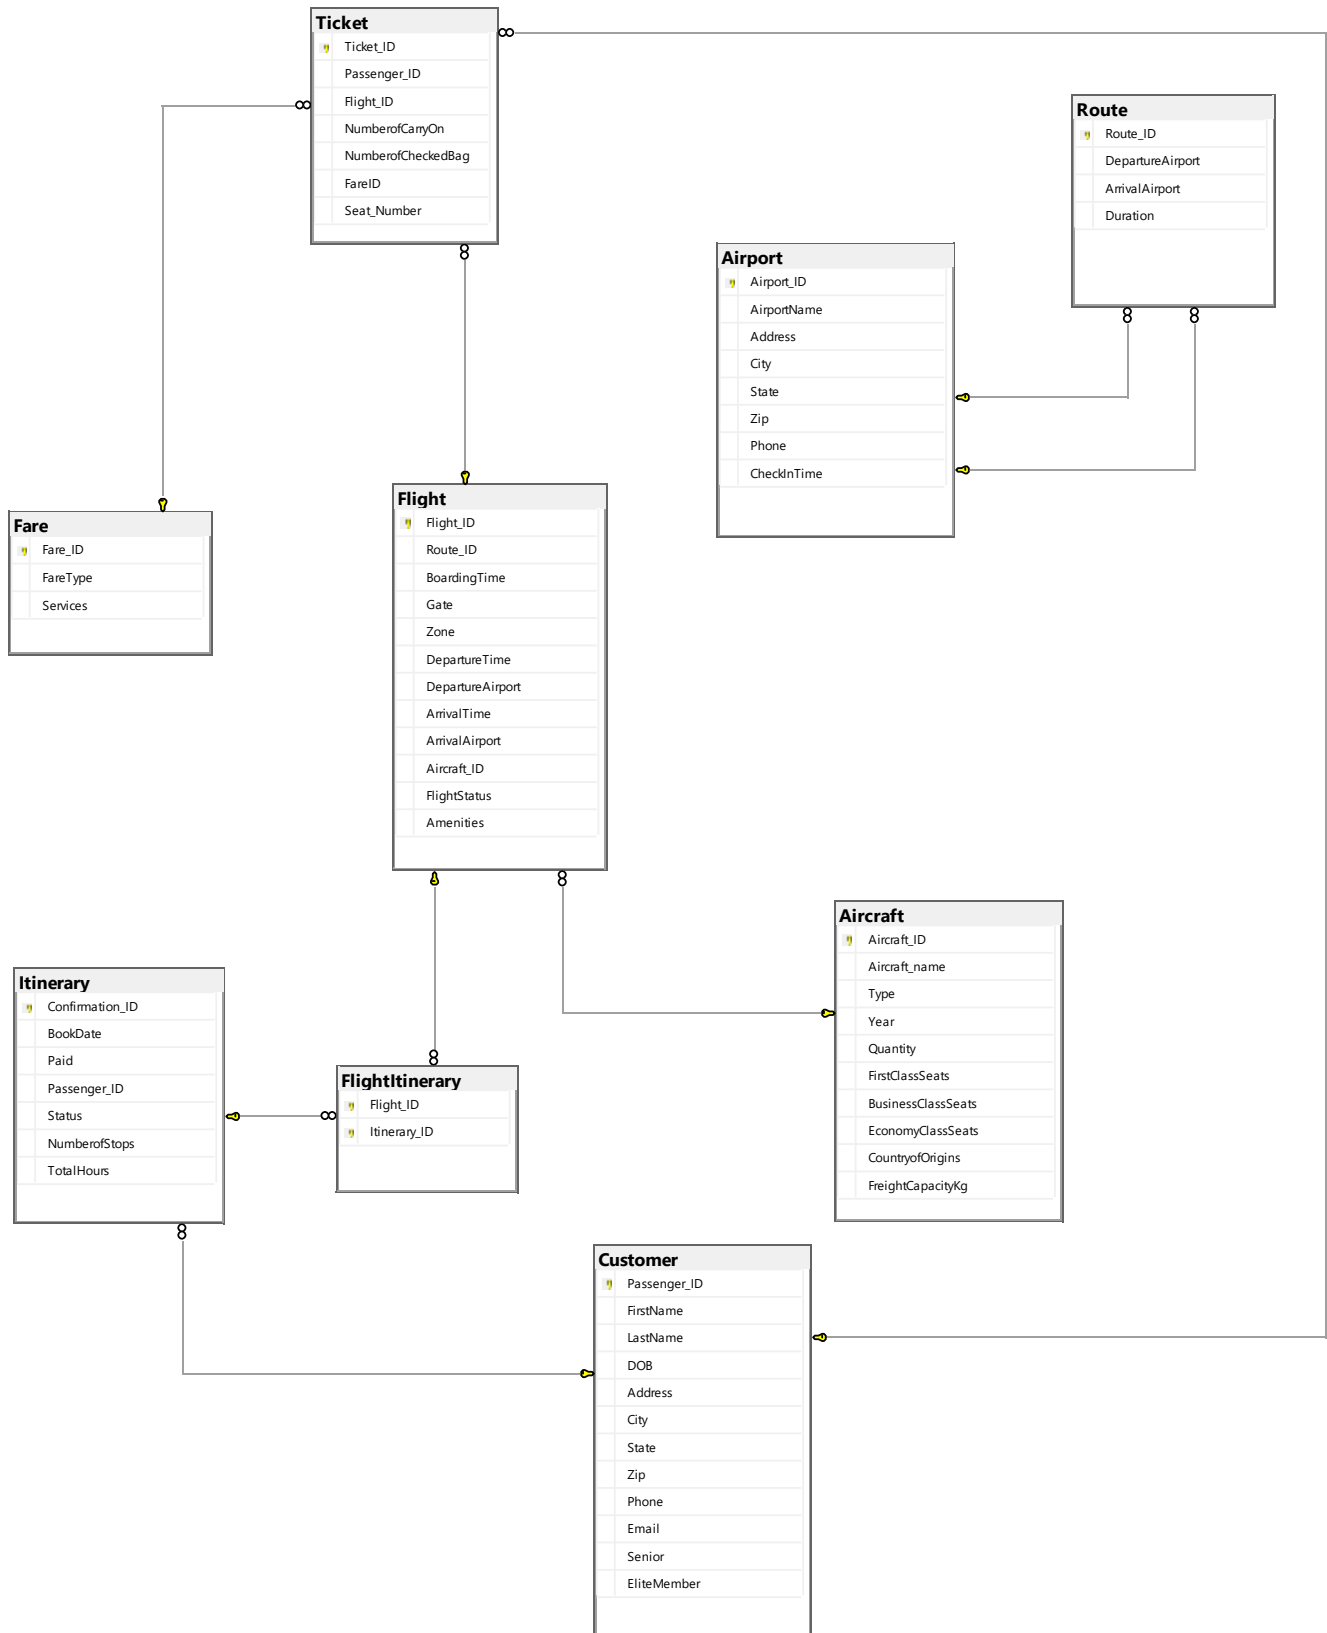 Ticket
Ticket_ID
Passenger_ID
Flight_ID
NumberofCarryOn
NumberofCheckedBag
FareID
Seat_Number
Route
Route_ID
DepartureAirport
ArrivalAirport
Duration
Airport
Airport_ID
AirportName
Address
City
State
Zip
Phone
CheckInTime
Fare
Fare_ID
FareType
Services
Flight
Flight_ID
Route_ID
BoardingTime
Gate
Zone
DepartureTime
DepartureAirport
ArrivalTime
ArrivalAirport
Aircraft_ID
FlightStatus
Amenities
Aircraft
Aircraft_ID
Aircraft_name
Type
Year
Quantity
FirstClassSeats
BusinessClassSeats
EconomyClassSeats
CountryofOrigins
FreightCapacityKg
Itinerary
Confirmation_ID
BookDate
Paid
Passenger_ID
Status
NumberofStops
TotalHours
FlightItinerary
Flight_ID
Itinerary_ID
Customer
Passenger_ID
FirstName
LastName
DOB
Address
City
State
Zip
Phone
Email
Senior
EliteMember